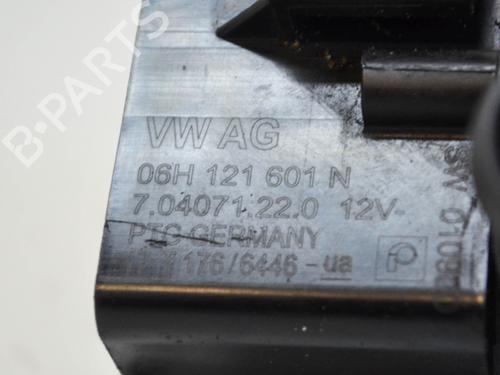 B-PARTS
VW AG
06H 121 601 N
7.04071.22.0 12V-
PTC-GERMANY
176/6446-ua